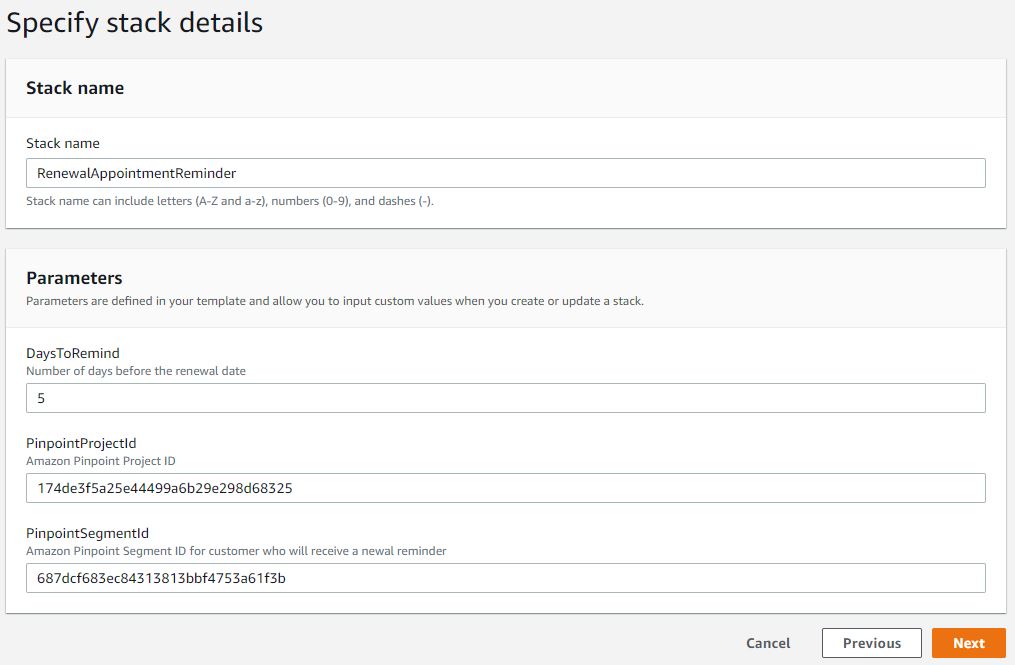 Specify stack details
Stack name
Stack name
RenewalAppointmentReminder
Stack name can include letters (A-Z and a-z), numbers (0-9), and dashes (-).
Parameters
Parameters are defined in your template and allow you to input custom values when you create or update a stack.
DaysToRemind
Number of days before the renewal date
5
PinpointProjectId
Amazon Pinpoint Project ID
174de3f5a25e44499a6b29e298d68325
PinpointSegmentId
Amazon Pinpoint Segment ID for customer who will receive a newal reminder
687dcf683ec84313813bbf4753a61f3b
Cancel Previous Next